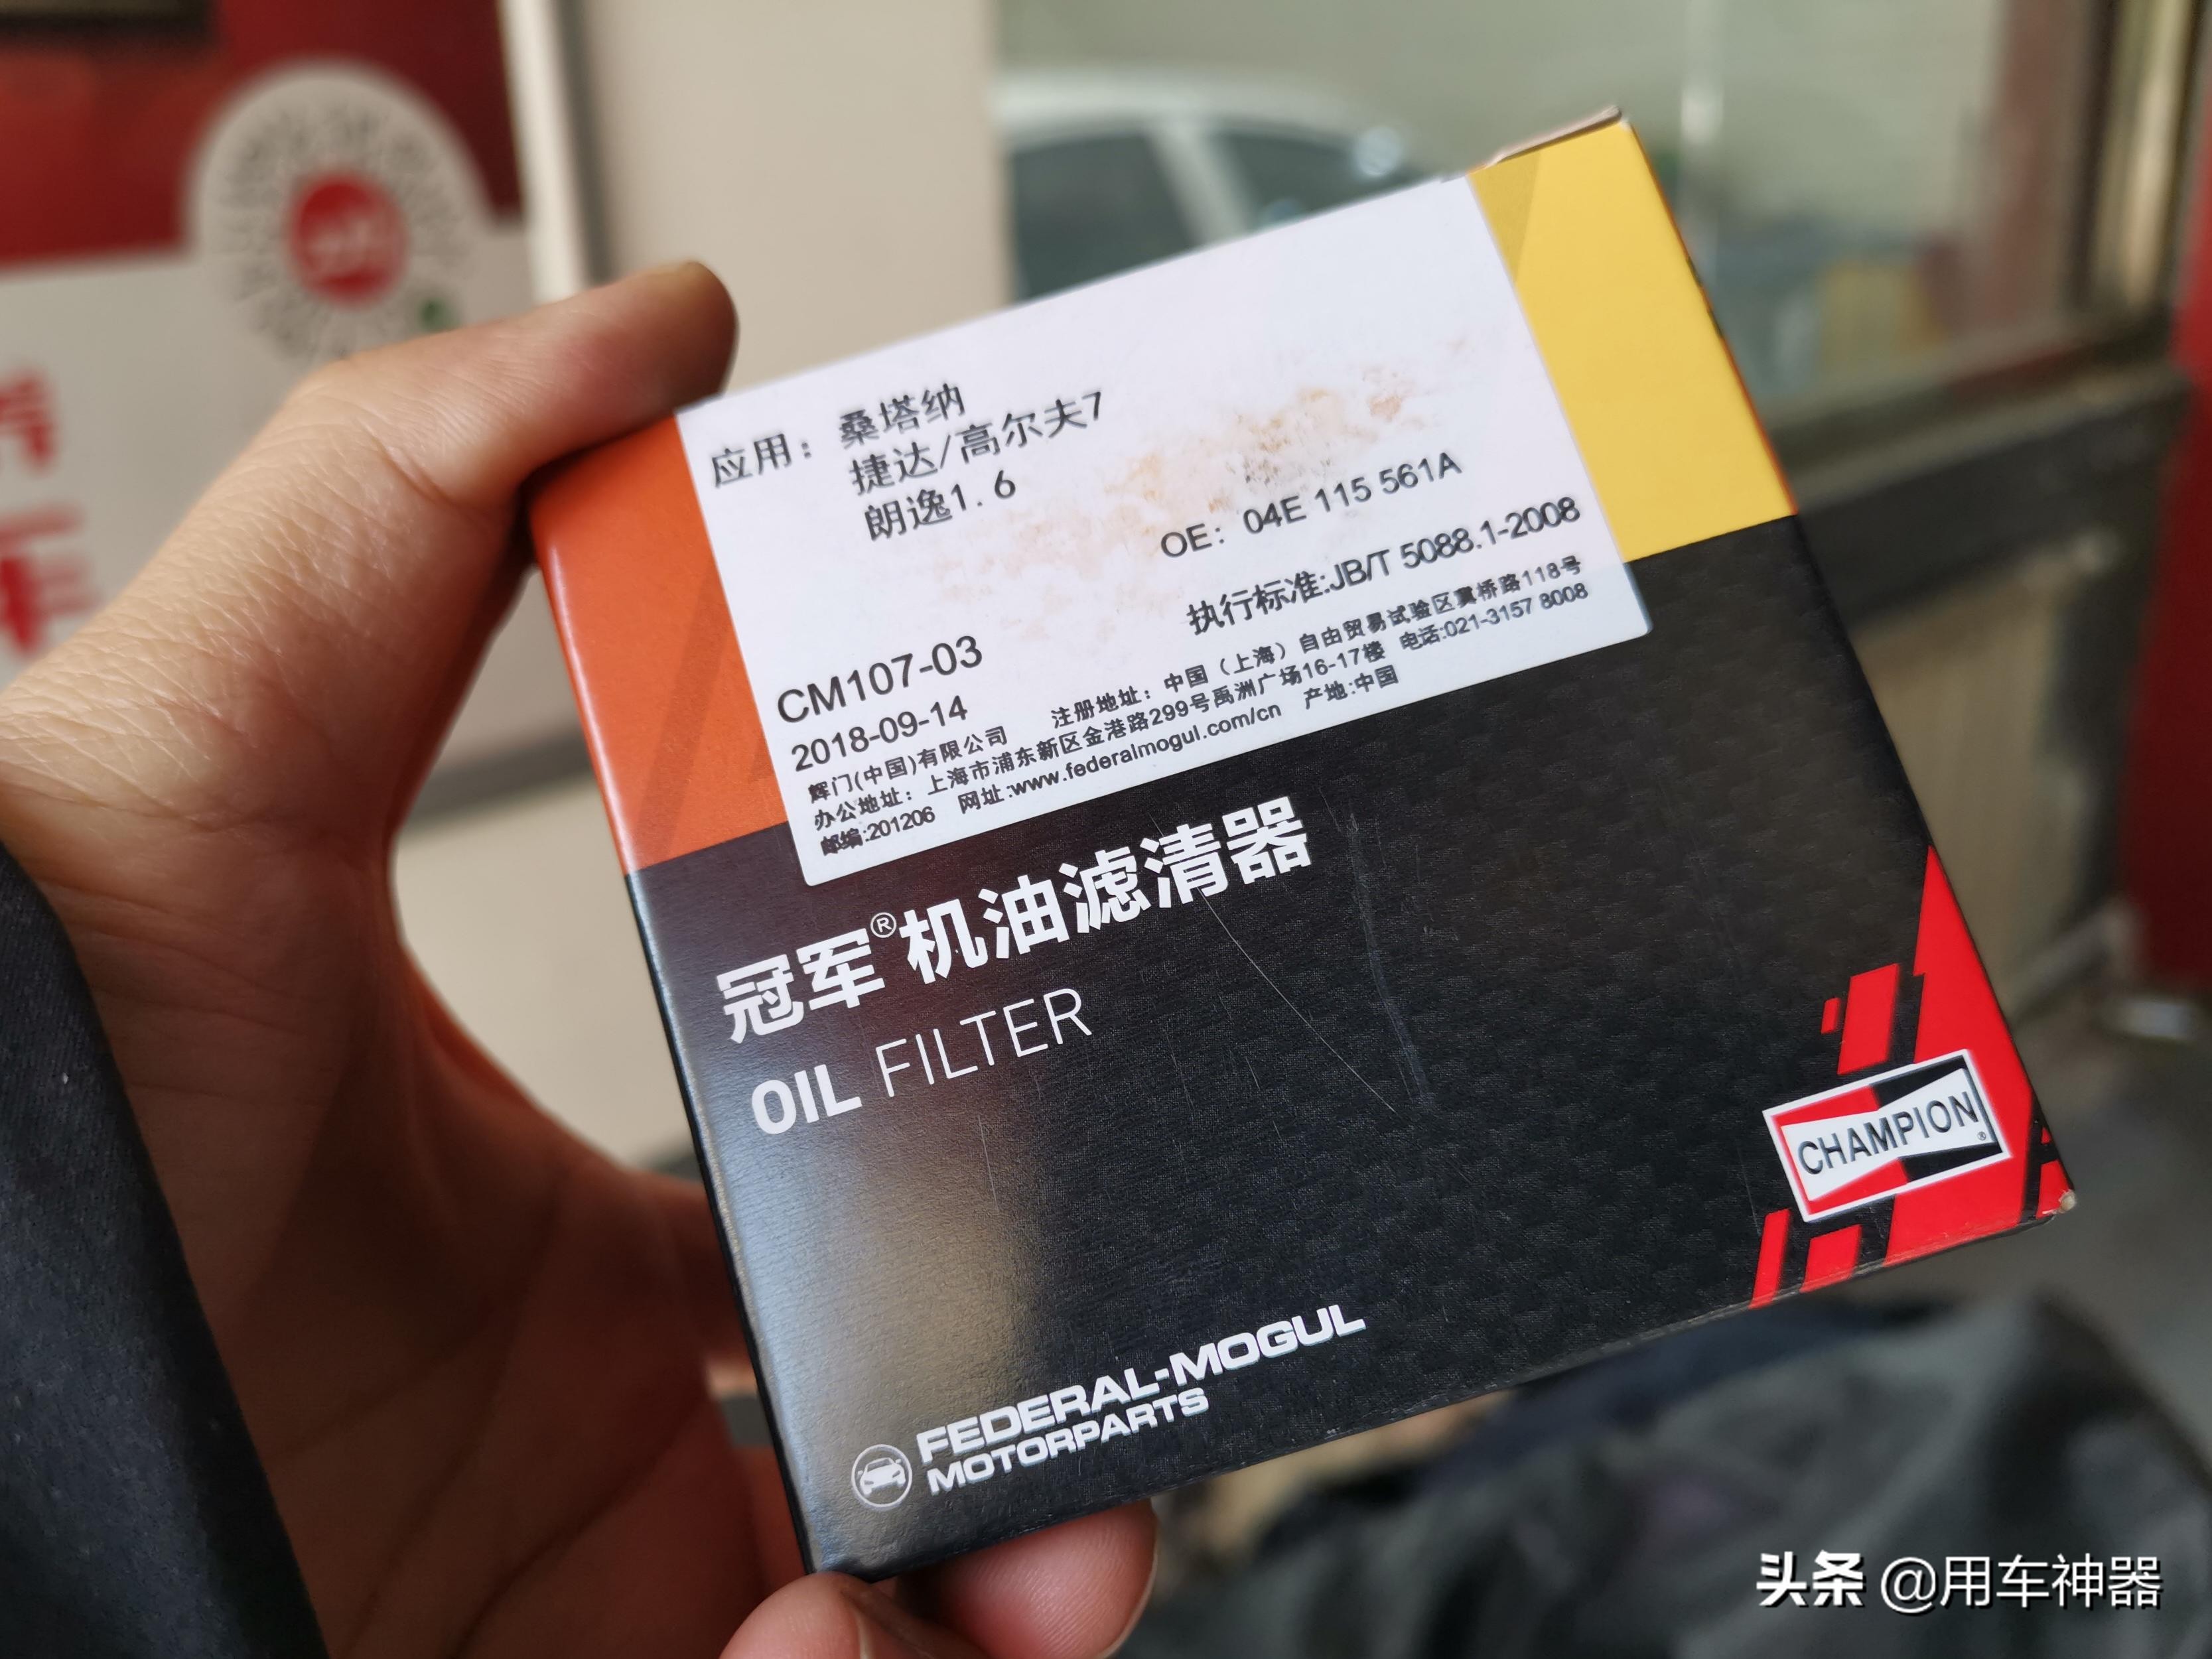 应用：桑塔纳
捷达/高尔夫7
朗逸1.6
OE：04E 115 561A
执行标准:JB/T 5088.1-2008
CM107-03
2018-09-14
辉门(中国)有限公司 注册地址：中国（上海）自由贸易试验区冀桥路118号
办公地址：上海市浦东新区金港路299号禹洲广场16-17楼 电话:021-3157 8008
邮编:201206 网址:www.federalmogul.com/cn 产地:中国
冠军®机油滤清器
OIL FILTER
CHAMPION®
FEDERAL-MOGUL
MOTORPARTS
头条 @用车神器